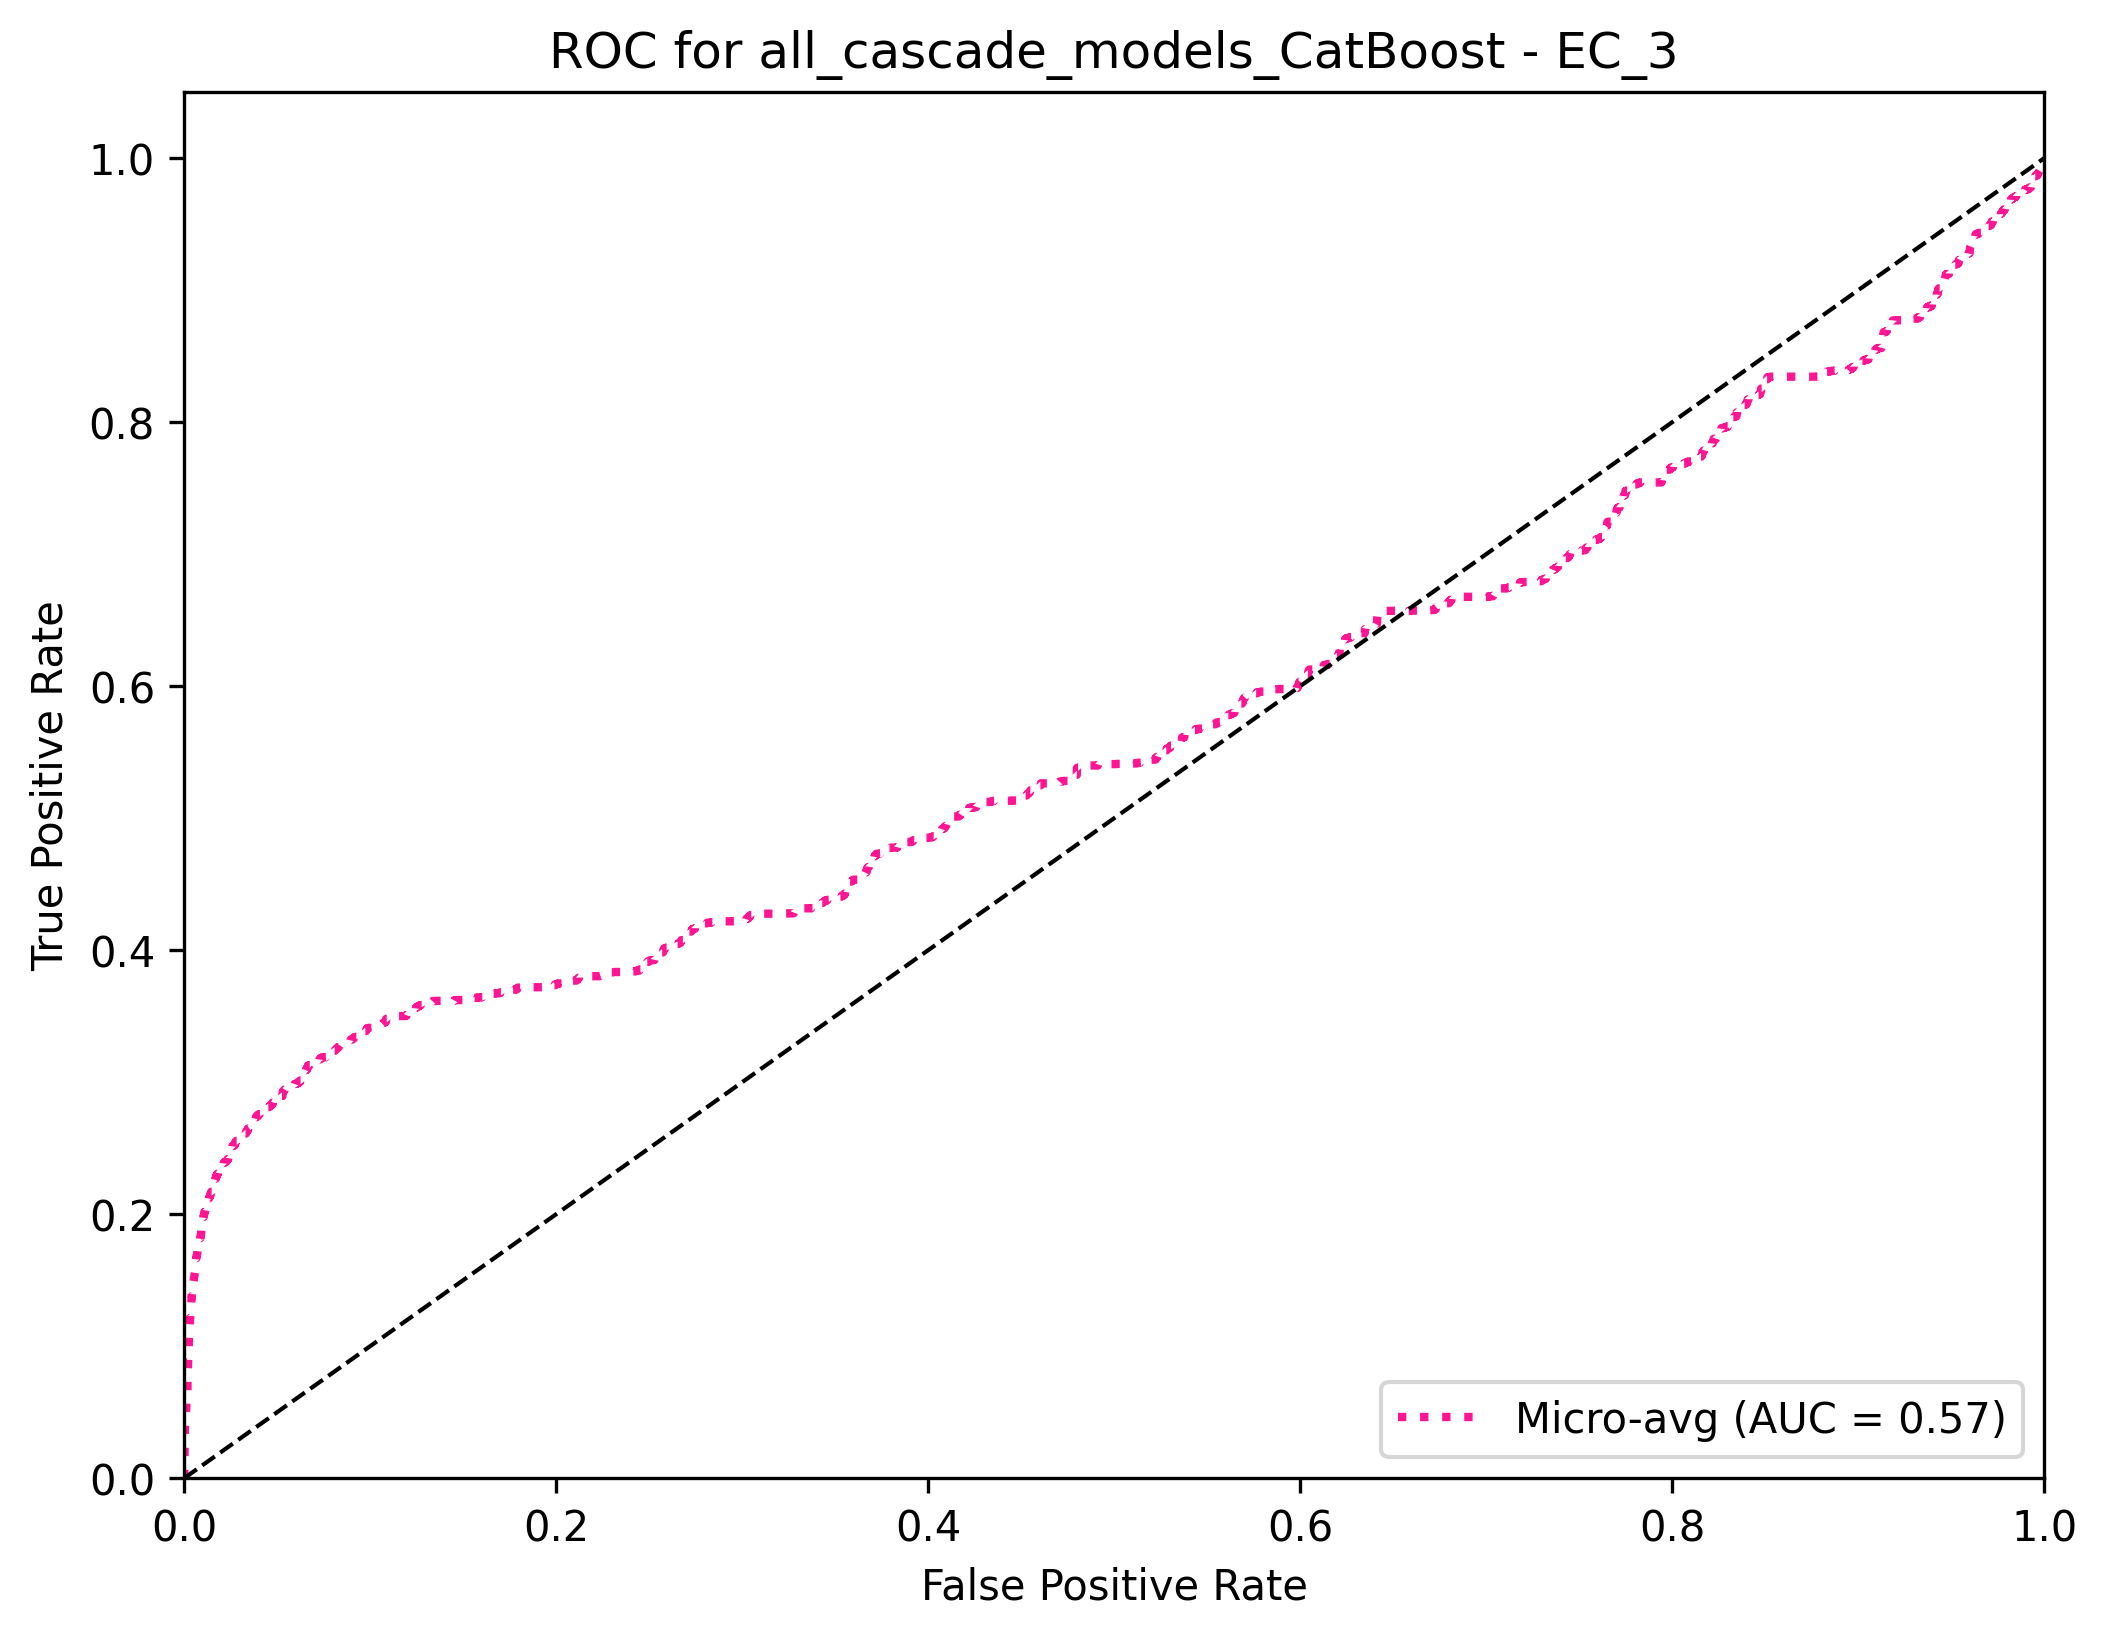 ROC for all_cascade_models_CatBoost - EC_3
1.0
0.8
0.6
0.4
0.2
0.0
True Positive Rate
0.0 0.2 0.4 0.6 0.8 1.0
False Positive Rate
Micro-avg (AUC = 0.57)